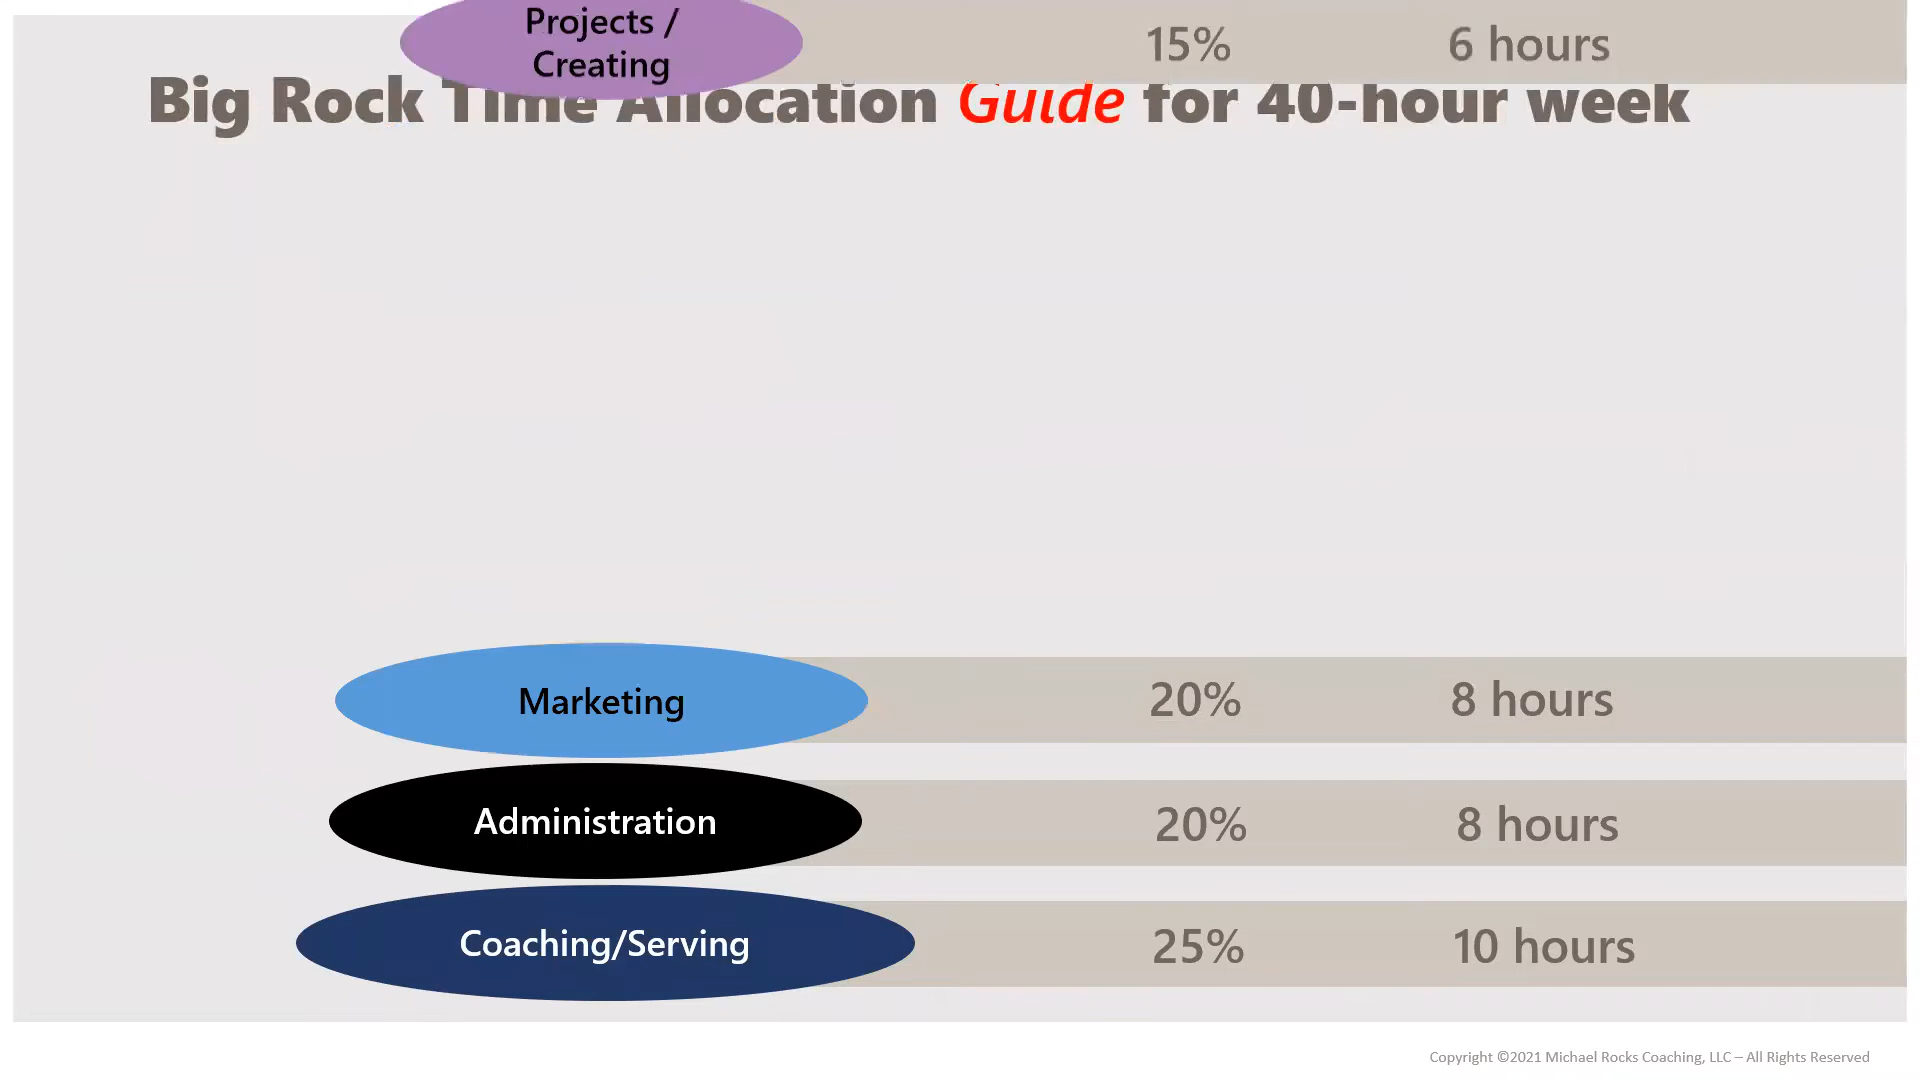 Projects /
Creating
15%
6 hours
Big Rock Time Allocation Guide for 40-hour week
Marketing
20%
8 hours
Administration
20%
8 hours
Coaching/Serving
25%
10 hours
Copyright ©2021 Michael Rocks Coaching, LLC – All Rights Reserved